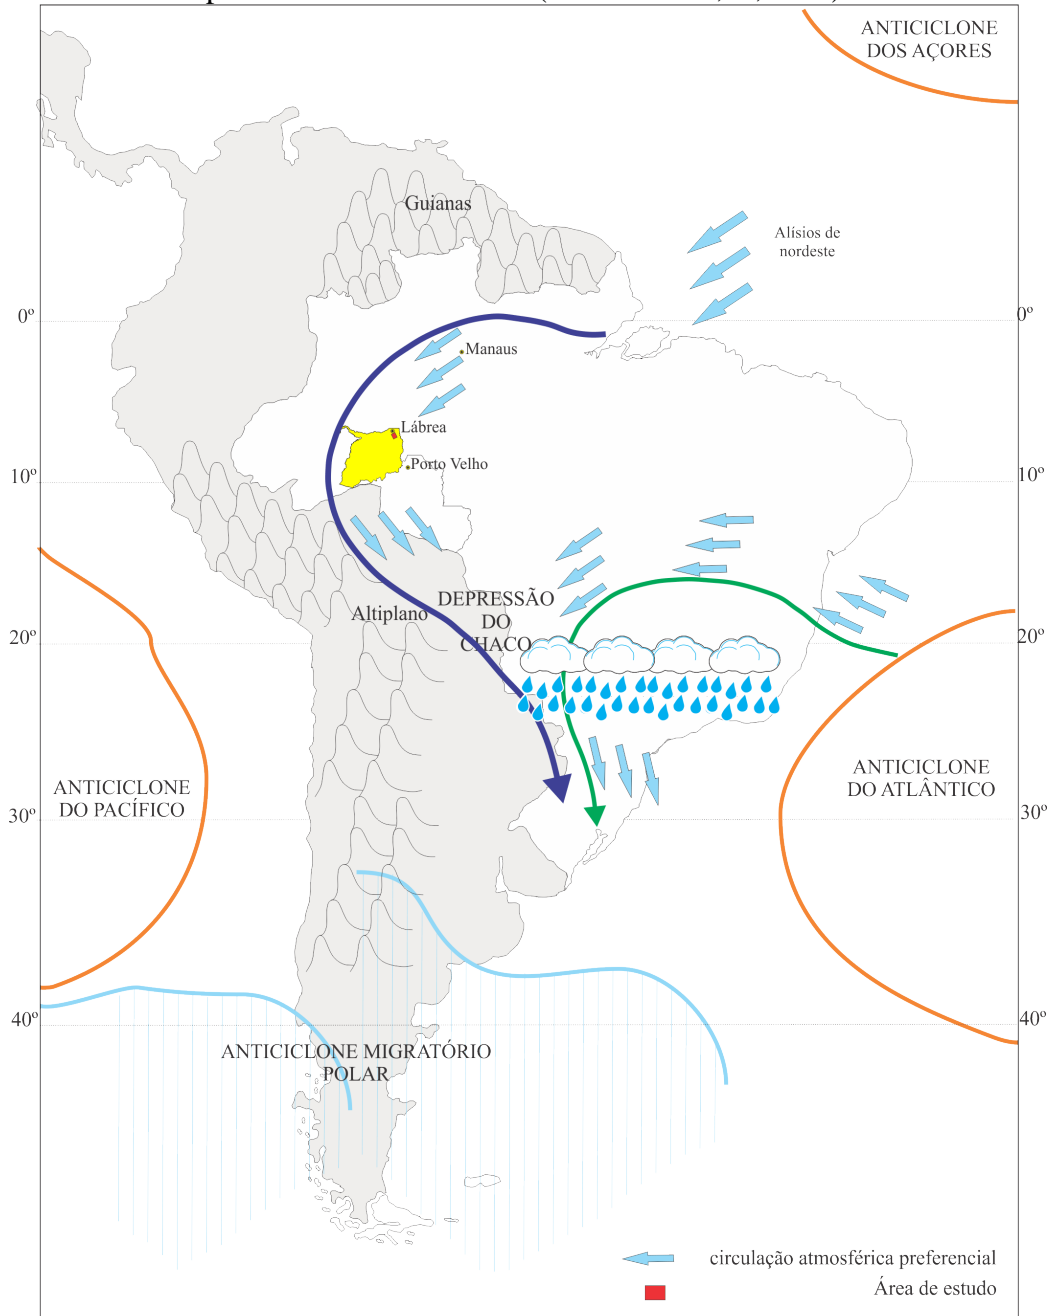 ANTICICLONE
DOS AÇORES
Guianas
Alísios de
nordeste
0º
0º
Manaus
Lábrea
Porto Velho
10º
10º
DEPRESSÃO
DO
CHACO
Altiplano
20º
20º
ANTICICLONE
DO PACÍFICO
ANTICICLONE
DO ATLÂNTICO
30º
30º
40º
40º
ANTICICLONE MIGRATÓRIO
POLAR
circulação atmosférica preferencial
Área de estudo